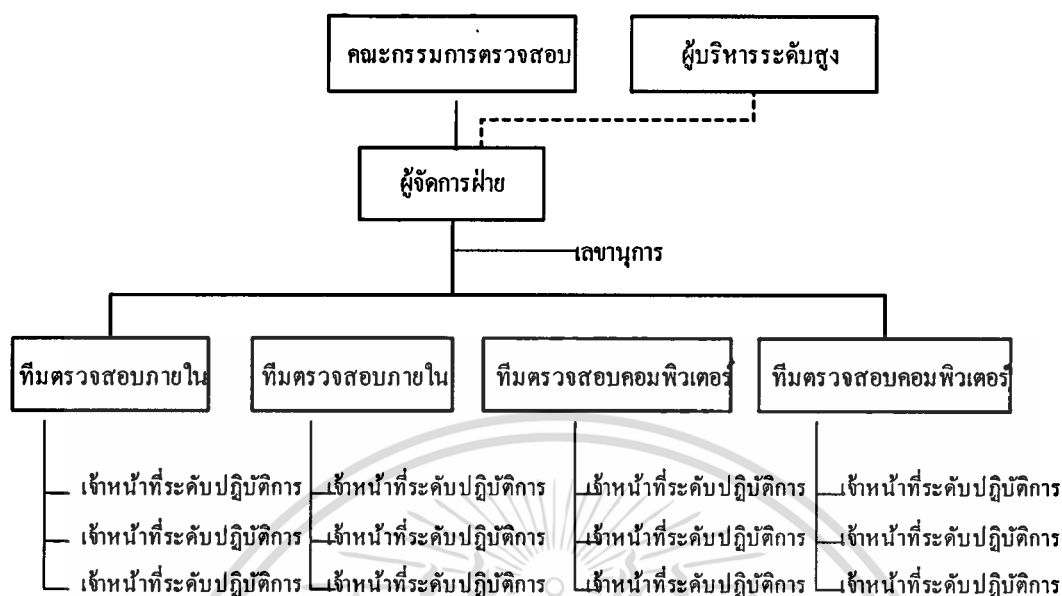 คณะกรรมการตรวจสอบ ผู้บริหารระดับสูง
ผู้จัดการฝ่าย
เลขานุการ
ทีมตรวจสอบภายใน ทีมตรวจสอบภายใน ทีมตรวจสอบคอมพิวเตอร์ ทีมตรวจสอบคอมพิวเตอร์
เจ้าหน้าที่ระดับปฏิบัติการ เจ้าหน้าที่ระดับปฏิบัติการ เจ้าหน้าที่ระดับปฏิบัติการ เจ้าหน้าที่ระดับปฏิบัติการ
เจ้าหน้าที่ระดับปฏิบัติการ เจ้าหน้าที่ระดับปฏิบัติการ เจ้าหน้าที่ระดับปฏิบัติการ เจ้าหน้าที่ระดับปฏิบัติการ
เจ้าหน้าที่ระดับปฏิบัติการ เจ้าหน้าที่ระดับปฏิบัติการ เจ้าหน้าที่ระดับปฏิบัติการ เจ้าหน้าที่ระดับปฏิบัติการ